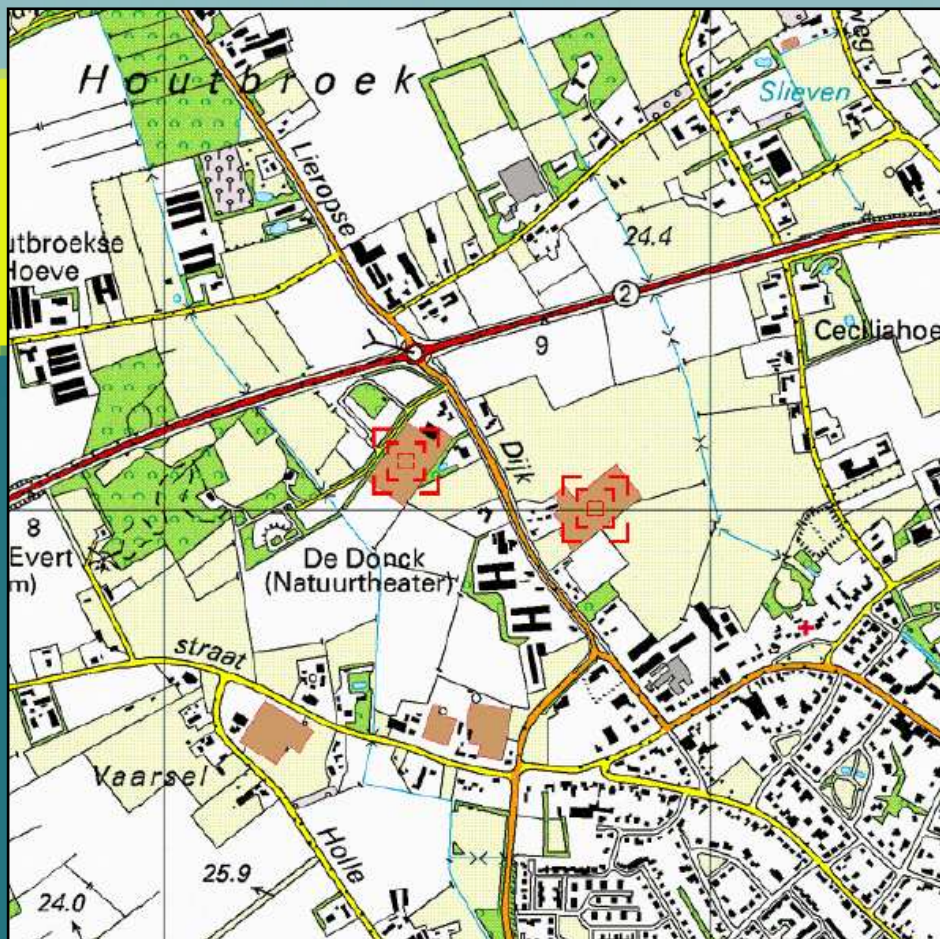 Houtbroek
weg
Slieven
Lieropse
24.4
utbroekse
Hoeve
2
9
Ceciliahoe
Dijk
8
Evert
m)
De Donck
(Natuurtheater)
straat
Vaarsel
Holle
25.9
24.0